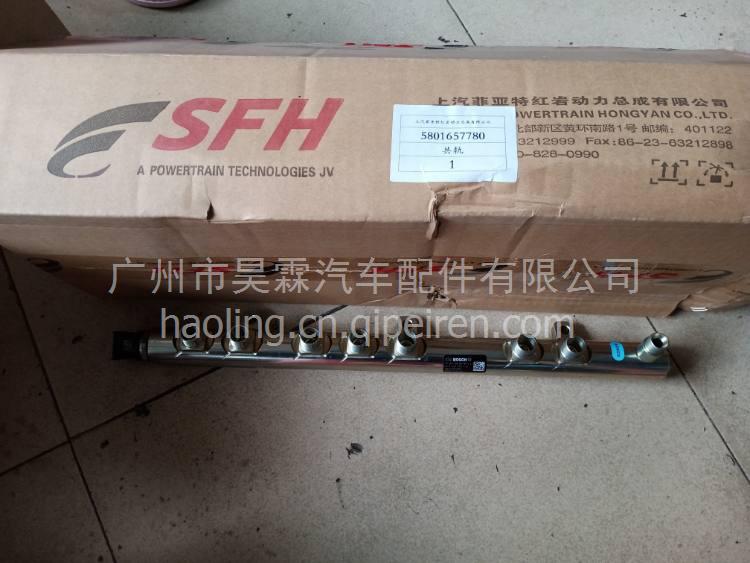 SFH
A POWERTRAIN TECHNOLOGIES JV
5801657780
共轨
1
上汽菲亚特红岩动力总成有限公司
POWERTRAIN HONGYAN CO.,LTD.
北部新区黄环南路1号 邮编：401122
63212999 Fax:86-23-63212898
0-828-0990
广州市昊霖汽车配件有限公司
haoling.cn.qipeiren.com
BOSCH